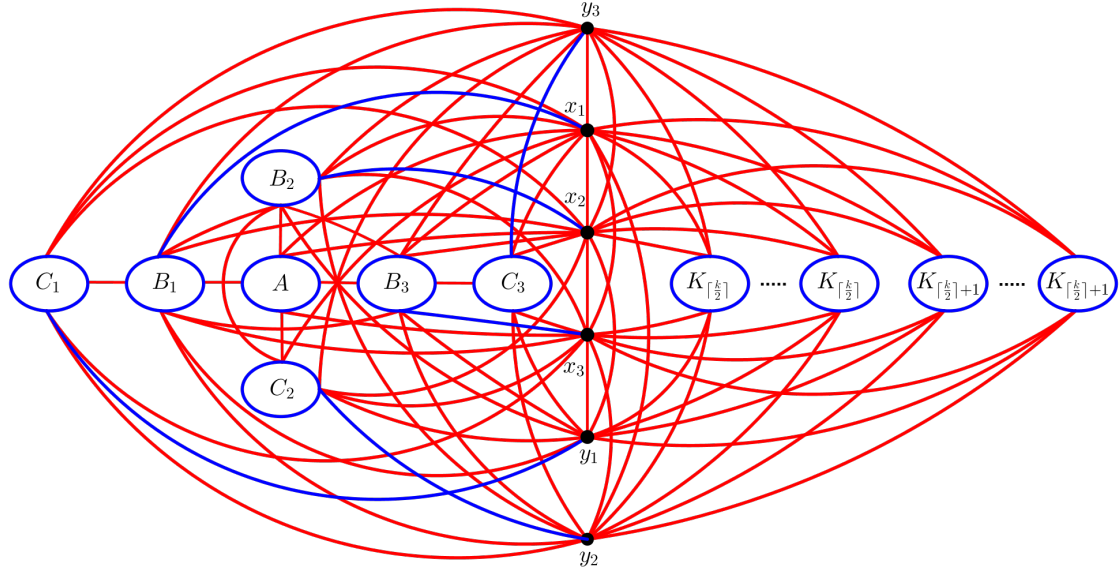 y₃
x₁
B₂
x₂
C₁ B₁ A B₃ C₃ K⌈k/2⌉ ..... K⌈k/2⌉ K⌈k/2⌉+1 ..... K⌈k/2⌉+1
x₃
C₂
y₁
y₂